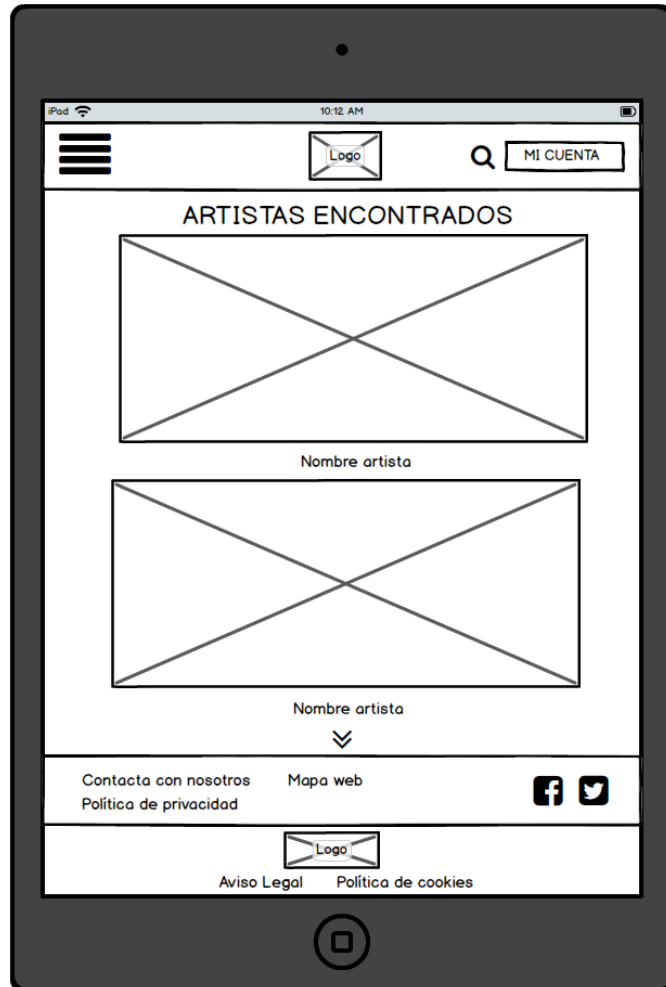 iPad 10:12 AM
Logo MI CUENTA
ARTISTAS ENCONTRADOS
Nombre artista
Nombre artista
Contacta con nosotros Mapa web
Política de privacidad
Logo
Aviso Legal Política de cookies